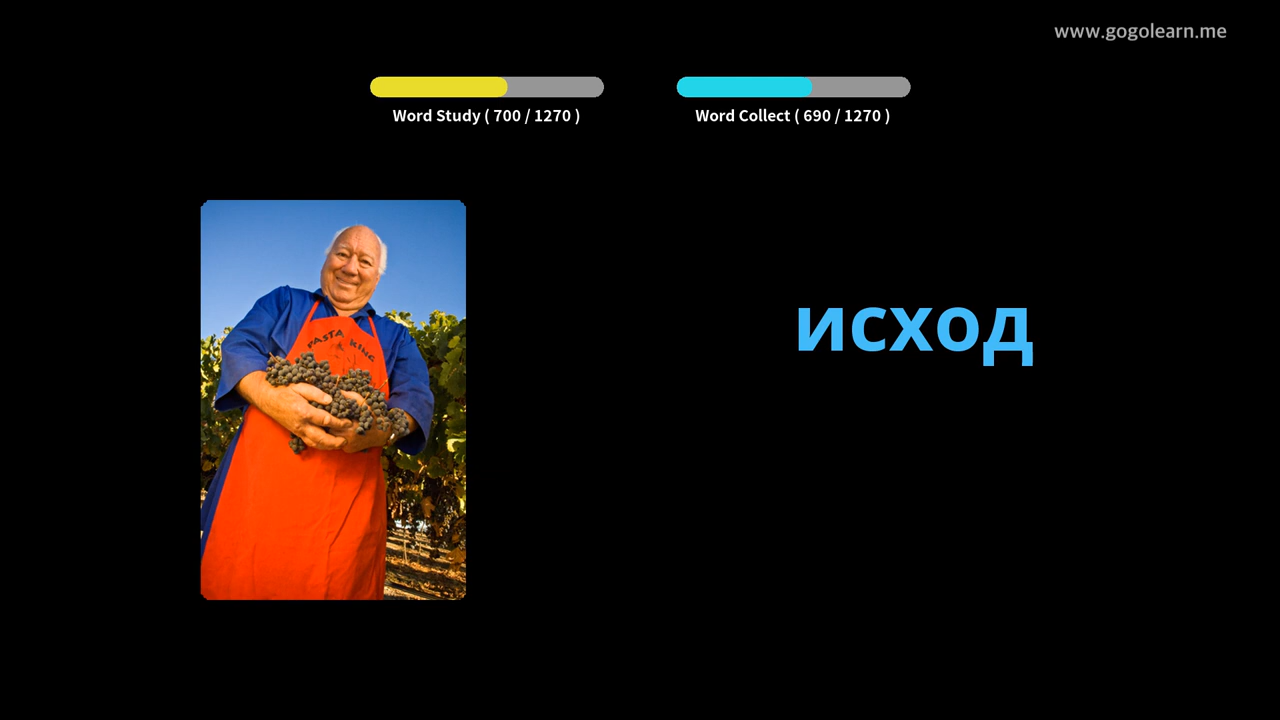 www.gogolearn.me
Word Study ( 700 / 1270 )
Word Collect ( 690 / 1270 )
PASTA KING
исход